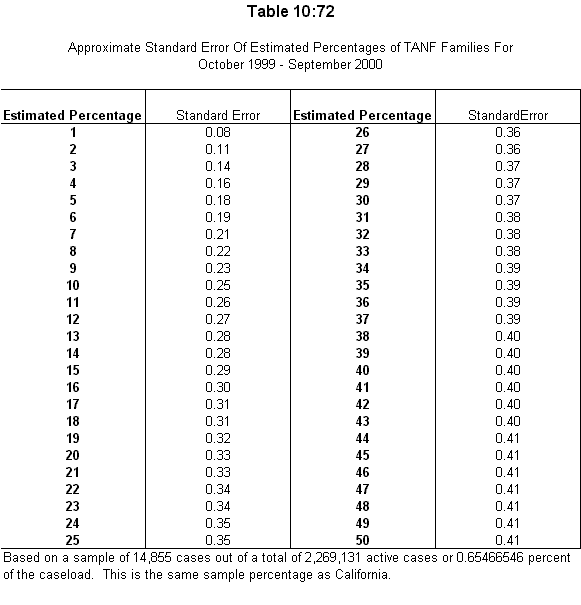 Table 10:72
Approximate Standard Error Of Estimated Percentages of TANF Families For
October 1999 - September 2000
Estimated Percentage Standard Error Estimated Percentage StandardError
1 0.08 26 0.36
2 0.11 27 0.36
3 0.14 28 0.37
4 0.16 29 0.37
5 0.18 30 0.37
6 0.19 31 0.38
7 0.21 32 0.38
8 0.22 33 0.38
9 0.23 34 0.39
10 0.25 35 0.39
11 0.26 36 0.39
12 0.27 37 0.39
13 0.28 38 0.40
14 0.28 39 0.40
15 0.29 40 0.40
16 0.30 41 0.40
17 0.31 42 0.40
18 0.31 43 0.40
19 0.32 44 0.41
20 0.33 45 0.41
21 0.33 46 0.41
22 0.34 47 0.41
23 0.34 48 0.41
24 0.35 49 0.41
25 0.35 50 0.41
Based on a sample of 14,855 cases out of a total of 2,269,131 active cases or 0.65466546 percent
of the caseload. This is the same sample percentage as California.